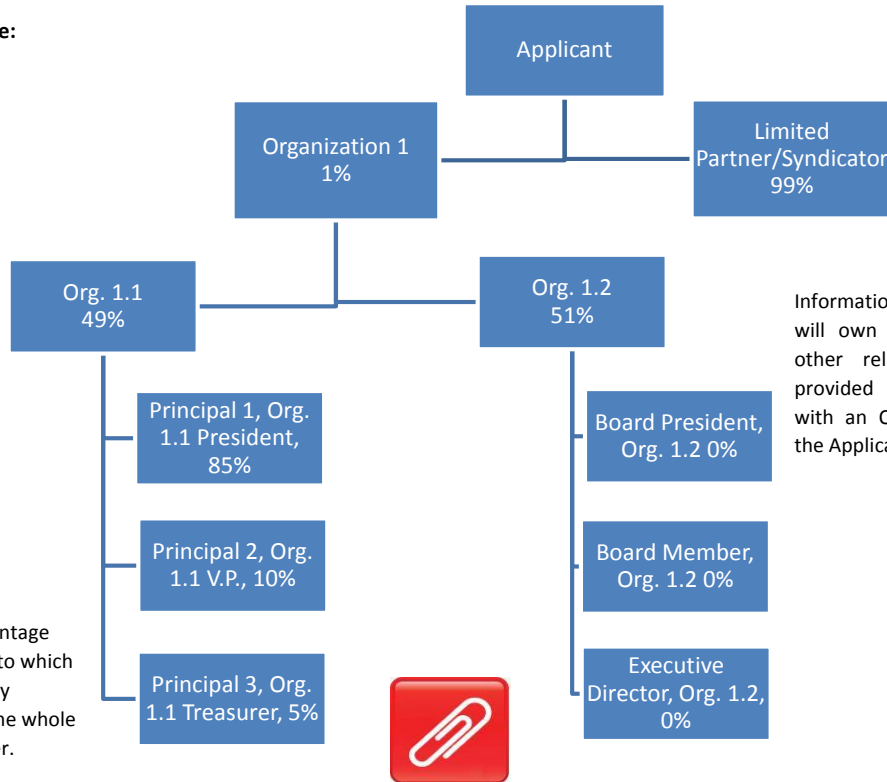 e:
Applicant
Organization 1
1%
Limited
Partner/Syndicator
99%
Org. 1.1
49%
Org. 1.2
51%
Principal 1, Org.
1.1 President,
85%
Principal 2, Org.
1.1 V.P., 10%
Principal 3, Org.
1.1 Treasurer, 5%
Board President,
Org. 1.2 0%
Board Member,
Org. 1.2 0%
Executive
Director, Org. 1.2,
0%
will own
other
provided
with an
the
to which
whole